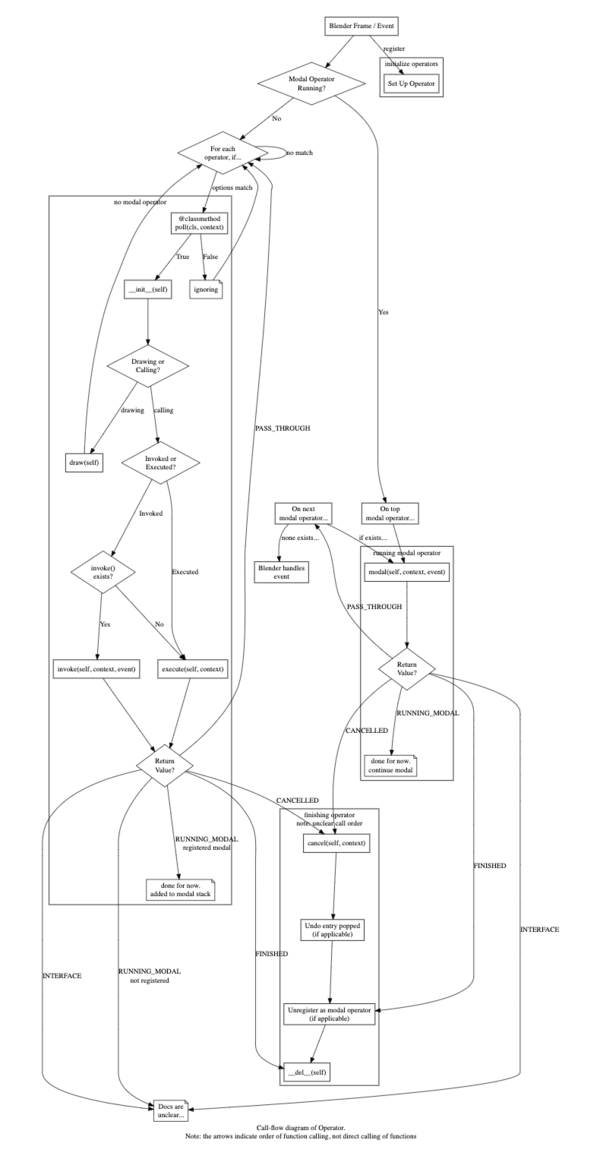 Blender Frame / Event
register
initialize operators
Set Up Operator
Modal Operator
Running?
No
For each
operator, if...
no match
options match
no modal operator
@classmethod
poll(cls, context)
True
False
__init__(self)
ignoring
Yes
Drawing or
Calling?
drawing
calling
PASS_THROUGH
draw(self)
Invoked or
Executed?
Invoked
On next
modal operator...
On top
modal operator...
none exists...
if exists...
running modal operator
invoke()
exists?
Executed
Blender handles
event
modal(self, context, event)
PASS_THROUGH
Yes
No
invoke(self, context, event)
execute(self, context)
Return
Value?
RUNNING_MODAL
CANCELLED
Return
Value?
done for now.
continue modal
CANCELLED
finishing operator
note: unclear call order
RUNNING_MODAL
registered modal
cancel(self, context)
FINISHED
done for now.
added to modal stack
Undo entry popped
(if applicable)
INTERFACE
FINISHED
INTERFACE
RUNNING_MODAL
not registered
Unregister as modal operator
(if applicable)
__del__(self)
Docs are
unclear...
Call-flow diagram of Operator.
Note: the arrows indicate order of function calling, not direct calling of functions